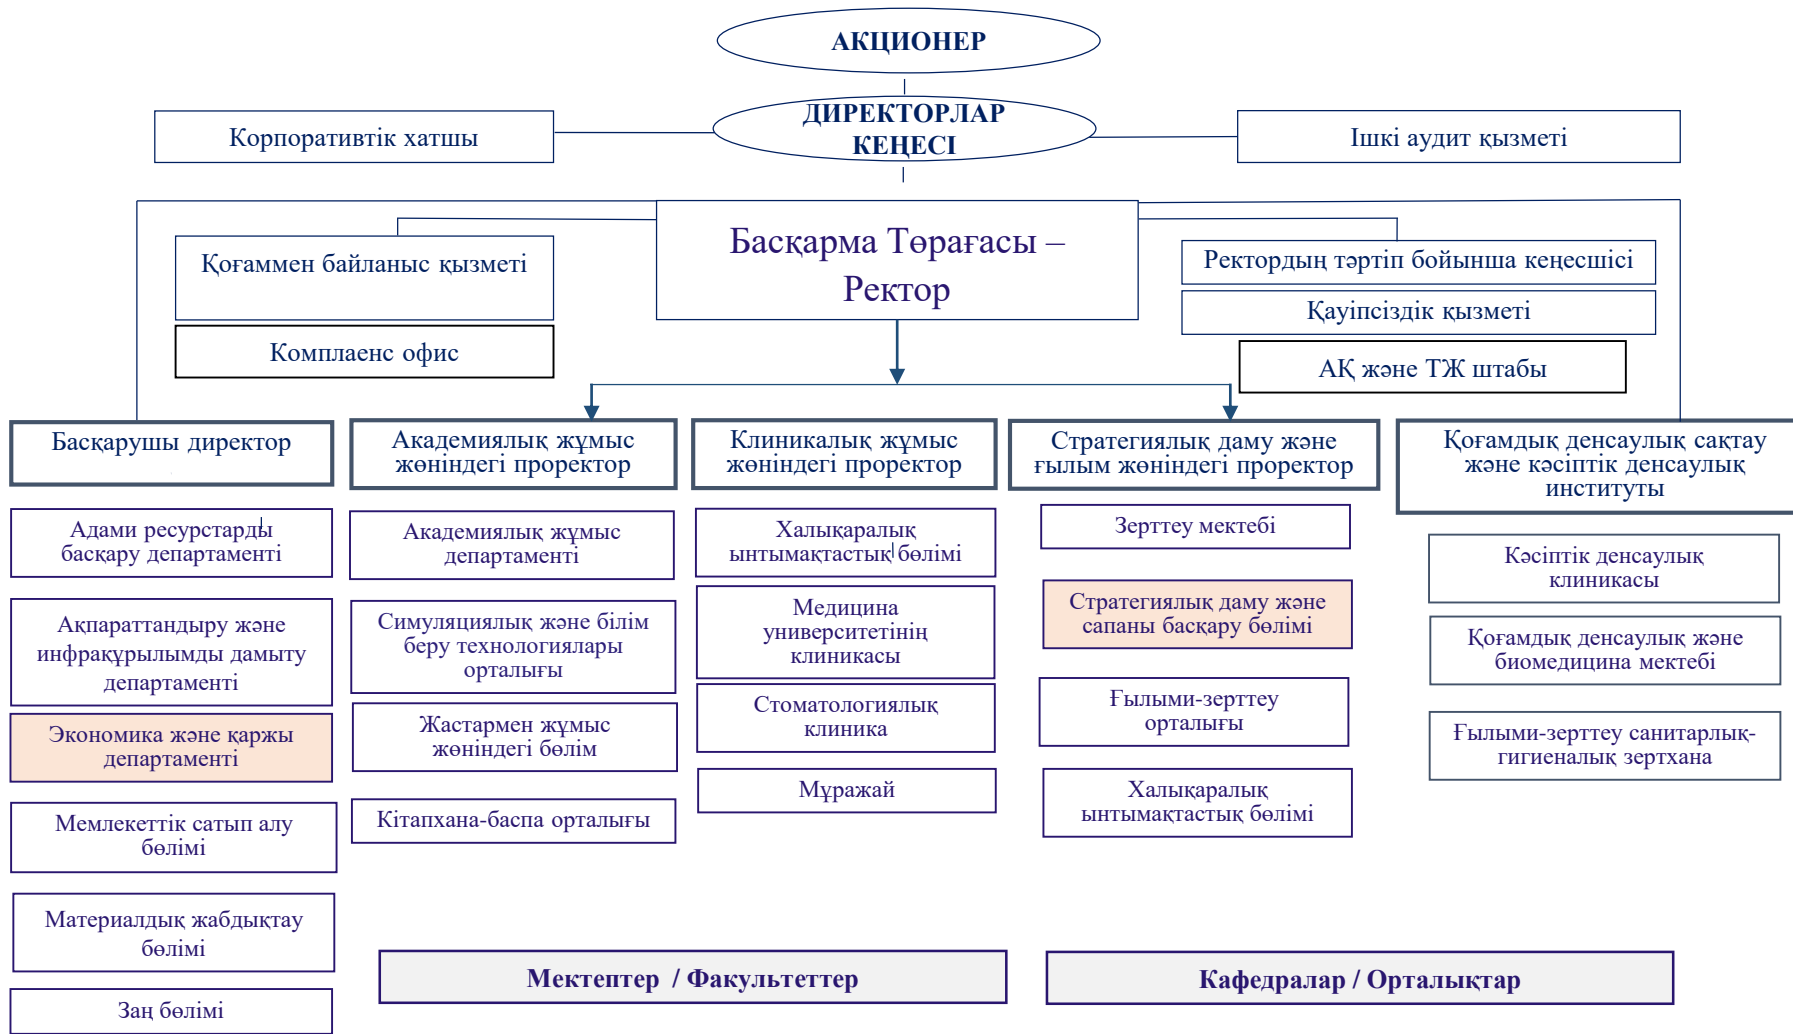 АКЦИОНЕР
ДИРЕКТОРЛАР
КЕҢЕСІ
Корпоративтік хатшы
Ішкі аудит қызметі
Басқарма Төрағасы –
Ректор
Қоғаммен байланыс қызметі
Комплаенс офис
Ректордың тәртіп бойынша кеңесшісі
Қауіпсіздік қызметі
АҚ және ТЖ штабы
Басқарушы директор
Академиялық жұмыс
жөніндегі проректор
Клиникалық жұмыс
жөніндегі проректор
Стратегиялық даму және
ғылым жөніндегі проректор
Қоғамдық денсаулық сақтау
және кәсіптік денсаулық
институты
Адами ресурстарды
басқару департаменті
Ақпараттандыру және
инфрақұрылымды дамыту
департаменті
Экономика және қаржы
департаменті
Мемлекеттік сатып алу
бөлімі
Материалдық жабдықтау
бөлімі
Заң бөлімі
Академиялық жұмыс
департаменті
Симуляциялық және білім
беру технологиялары
орталығы
Жастармен жұмыс
жөніндегі бөлім
Кітапхана-баспа орталығы
Халықаралық
ынтымақтастық бөлімі
Медицина
университетінің
клиникасы
Стоматологиялық
клиника
Мұражай
Зерттеу мектебі
Стратегиялық даму және
сапаны басқару бөлімі
Ғылыми-зерттеу
орталығы
Халықаралық
ынтымақтастық бөлімі
Кәсіптік денсаулық
клиникасы
Қоғамдық денсаулық және
биомедицина мектебі
Ғылыми-зерттеу санитарлық-
гигиеналық зертхана
Мектептер / Факультеттер
Кафедралар / Орталықтар